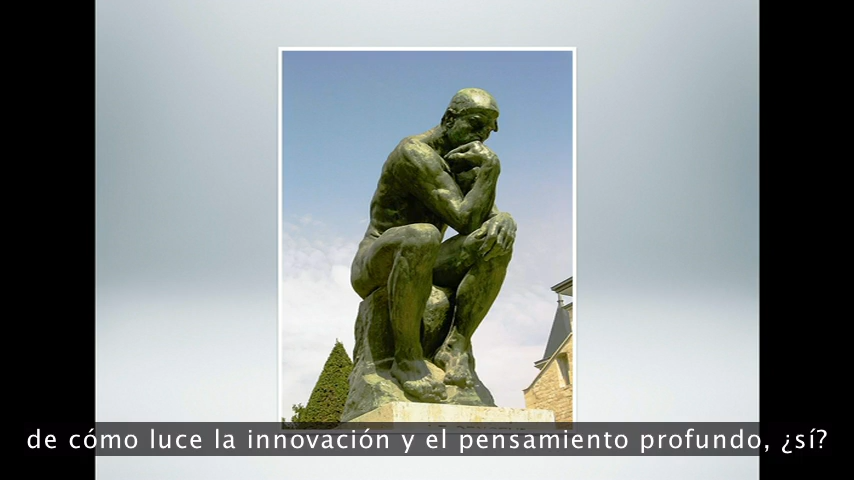 de cómo luce la innovación y el pensamiento profundo, ¿sí?